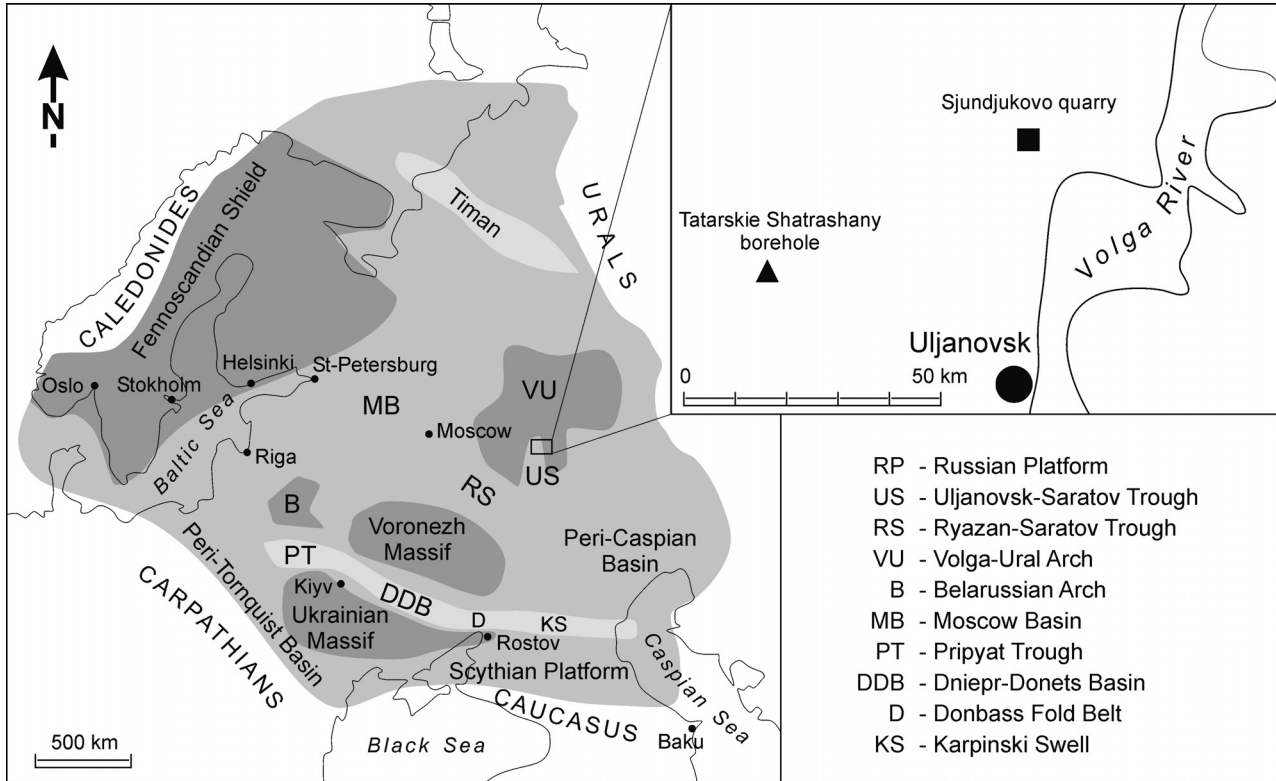 N
CALEDONIDES
Fennoscandian Shield
Timan
URALS
Oslo
Stokholm
Helsinki
St-Petersburg
Baltic Sea
Riga
MB
Moscow
VU
US
RS
B
Voronezh
Massif
Peri-Caspian
Basin
PT
Kiyv
DDB
Ukrainian
Massif
D
KS
Rostov
Scythian Platform
Peri-Tornquist Basin
CARPATHIANS
CAUCASUS
Caspian Sea
Black Sea
Baku
500 km
Sjundjukovo quarry
Tatarskie Shatrashany
borehole
Volga River
Uljanovsk
0 50 km
RP - Russian Platform
US - Uljanovsk-Saratov Trough
RS - Ryazan-Saratov Trough
VU - Volga-Ural Arch
B - Belarussian Arch
MB - Moscow Basin
PT - Pripyat Trough
DDB - Dniepr-Donets Basin
D - Donbass Fold Belt
KS - Karpinski Swell